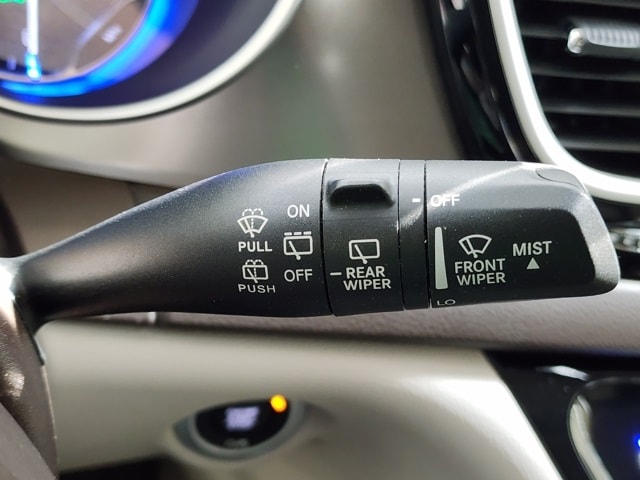 ON
PULL
OFF
PUSH
REAR
WIPER
OFF
FRONT
WIPER
MIST
LO